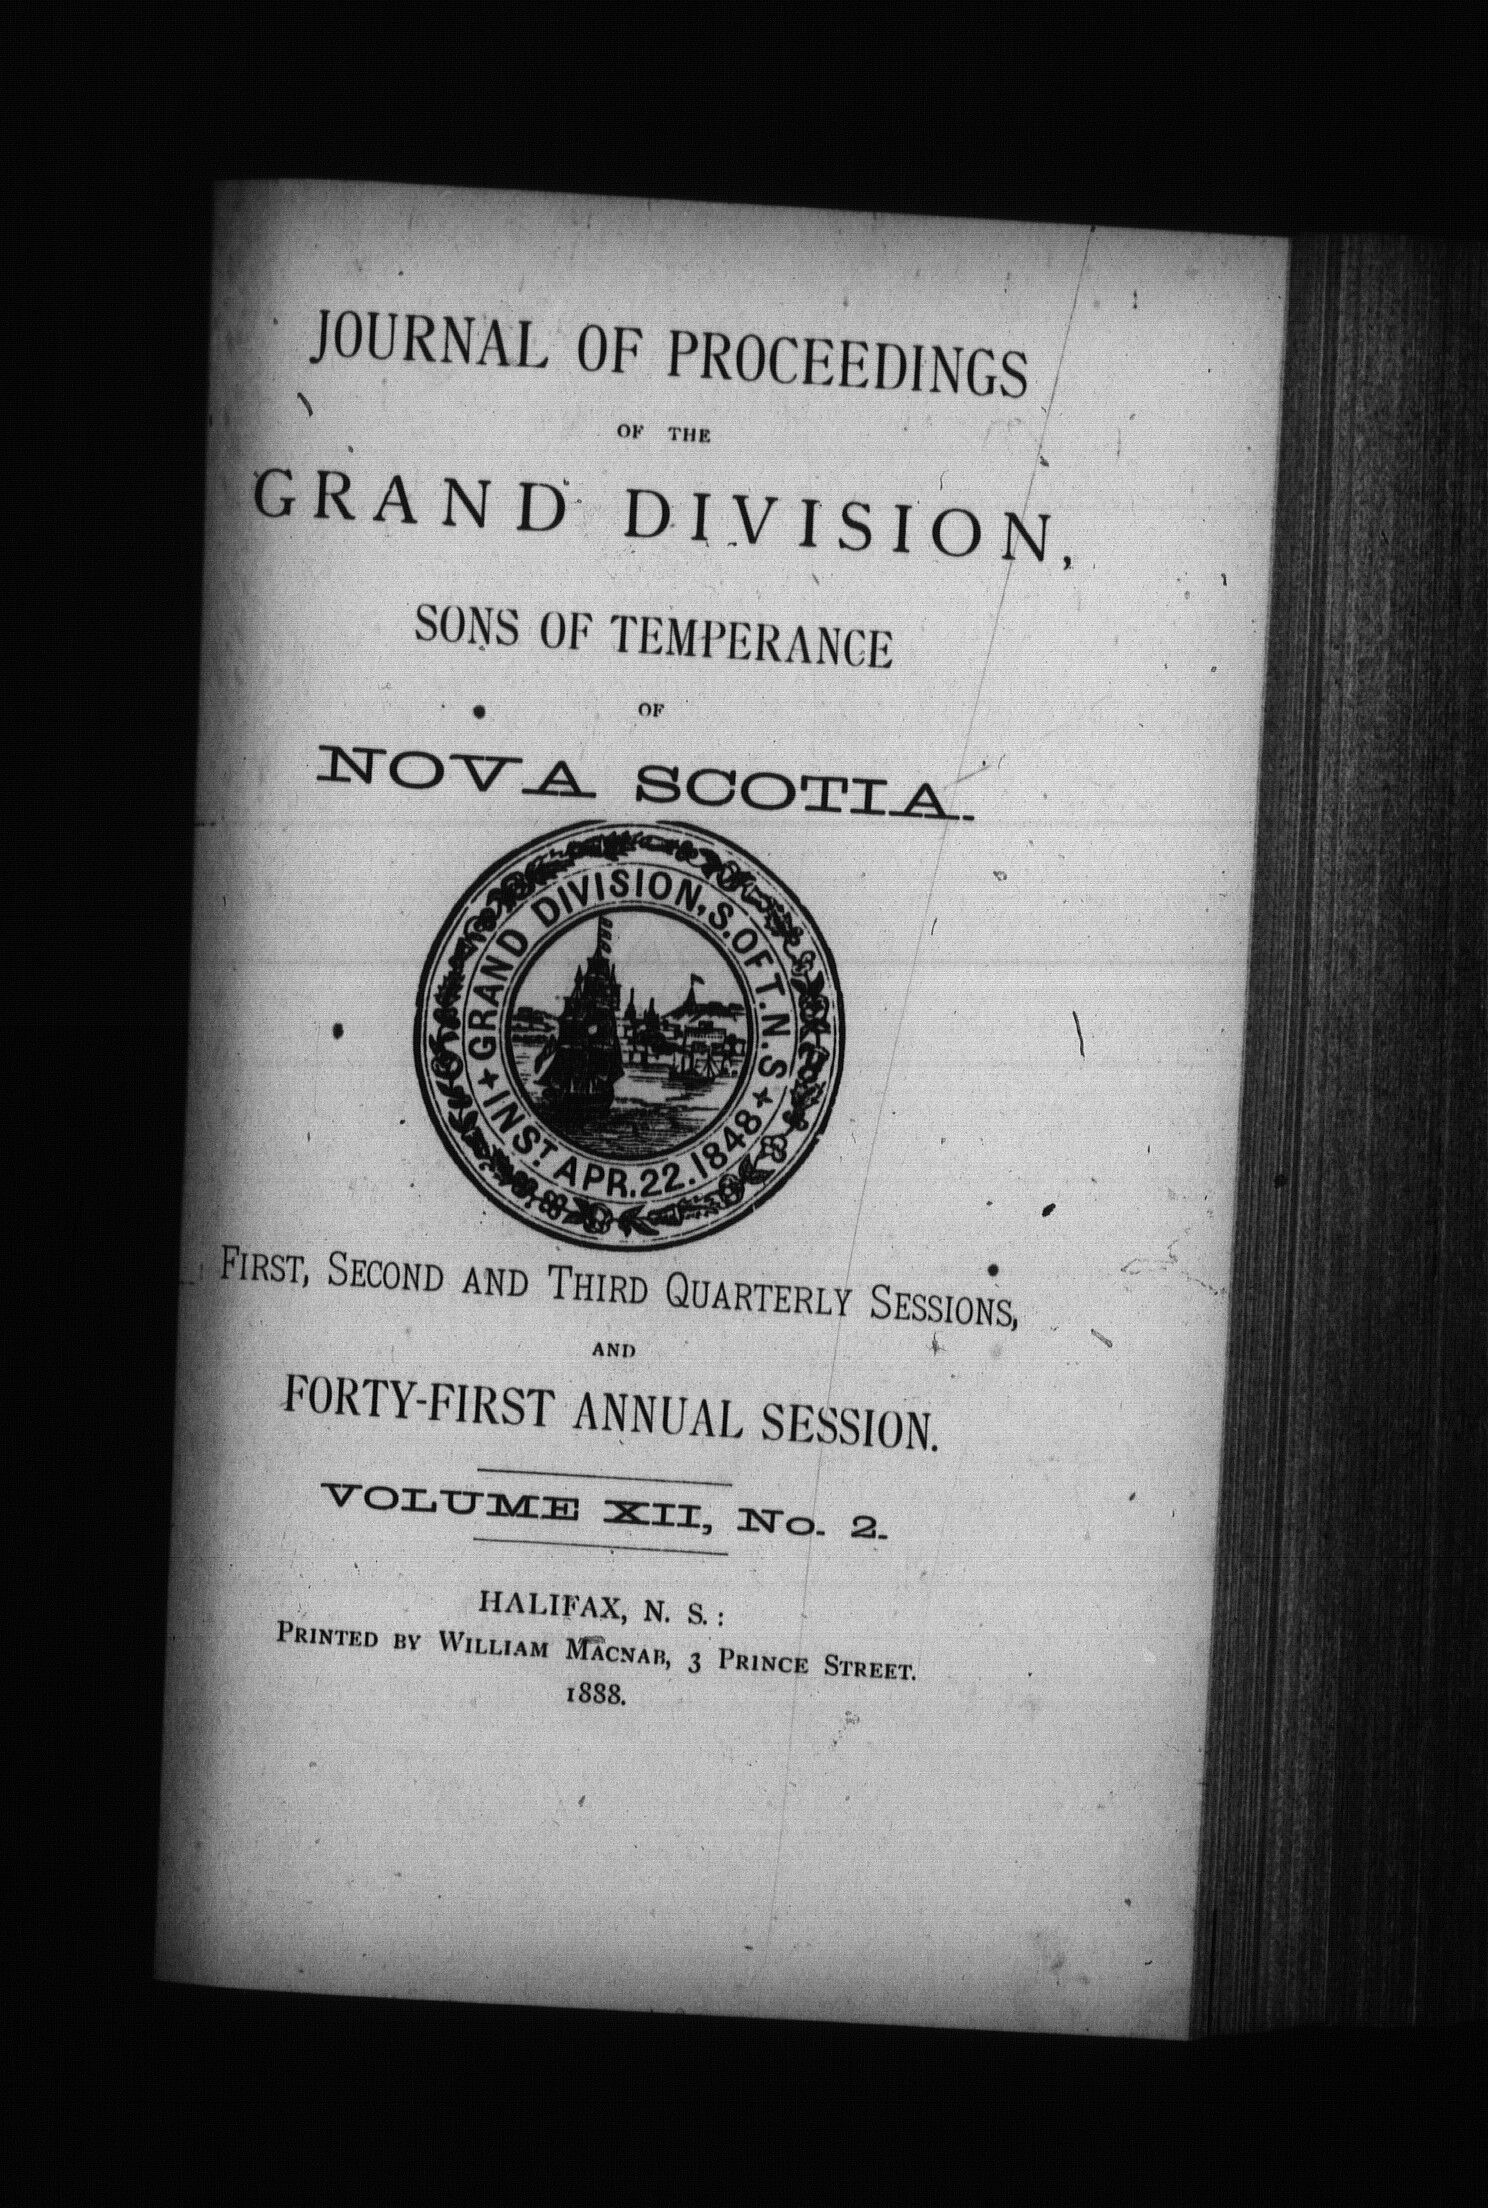 JOURNAL OF PROCEEDINGS
OF THE
GRAND DIVISION,
SONS OF TEMPERANCE
OF
NOVA SCOTIA.
GRAND DIVISION, S. OF T. N. S
INST. APR. 22. 1848
FIRST, SECOND AND THIRD QUARTERLY SESSIONS,
AND
FORTY-FIRST ANNUAL SESSION.
VOLUME XII, No. 2.
HALIFAX, N. S. :
PRINTED BY WILLIAM MACNAB, 3 PRINCE STREET.
1888.